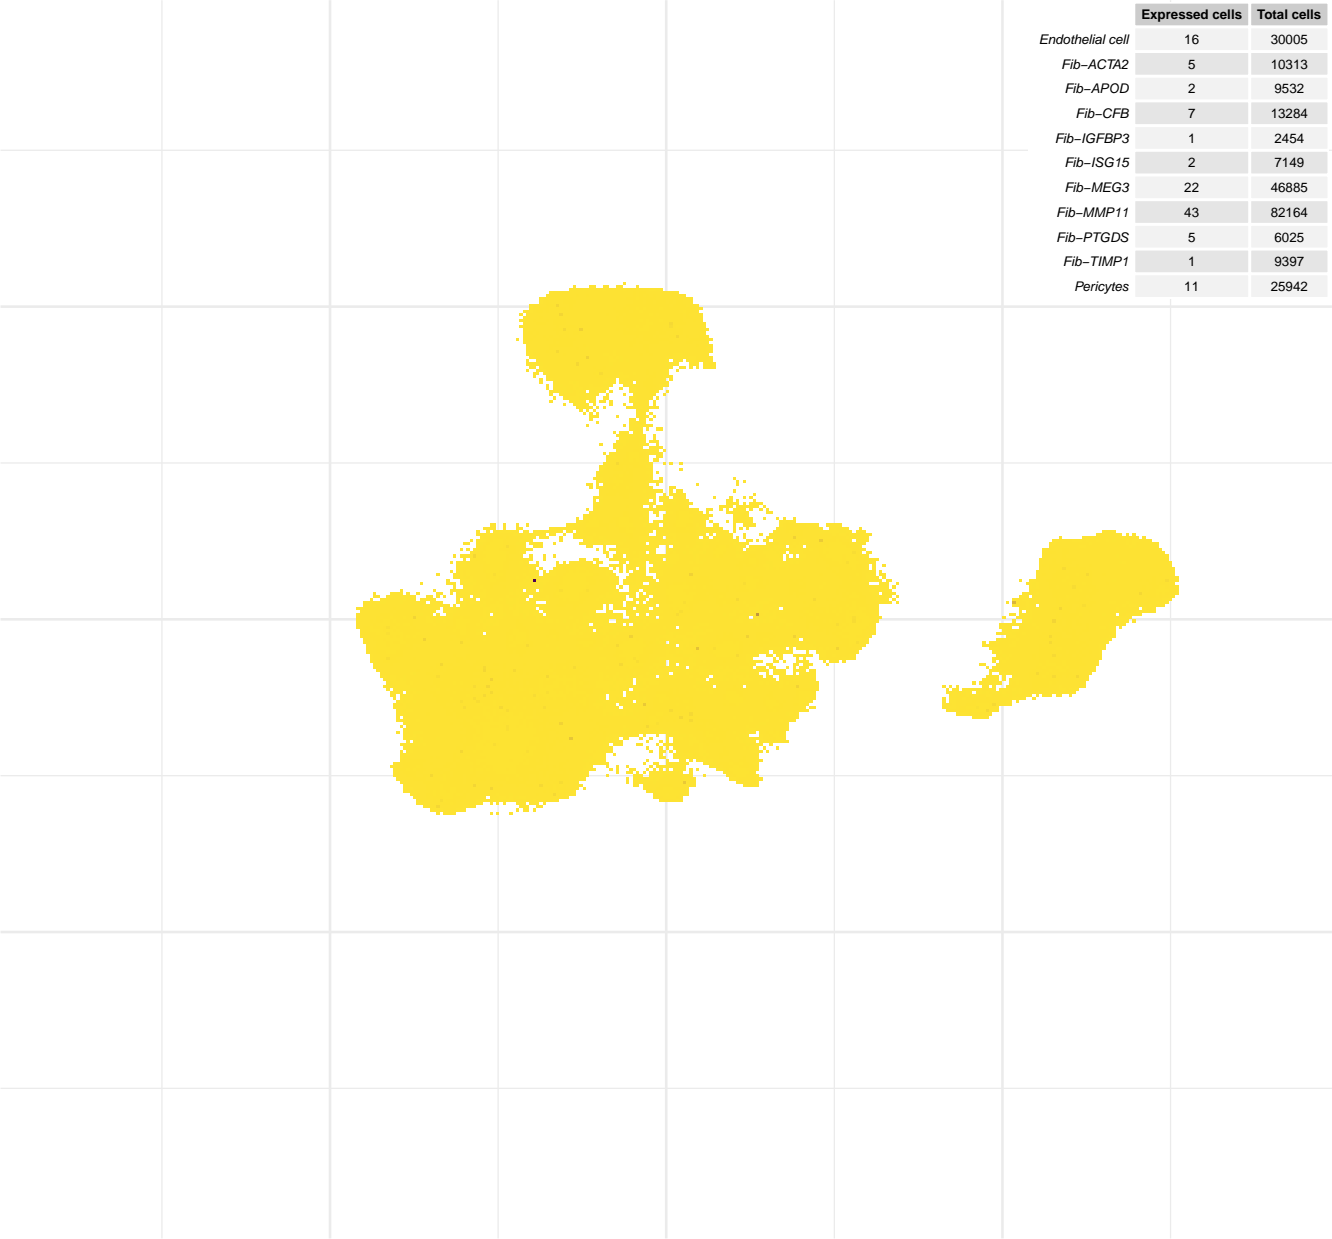 Expressed cells Total cells
Endothelial cell 16 30005
Fib−ACTA2 5 10313
Fib−APOD 2 9532
Fib−CFB 7 13284
Fib−IGFBP3 1 2454
Fib−ISG15 2 7149
Fib−MEG3 22 46885
Fib−MMP11 43 82164
Fib−PTGDS 5 6025
Fib−TIMP1 1 9397
Pericytes 11 25942